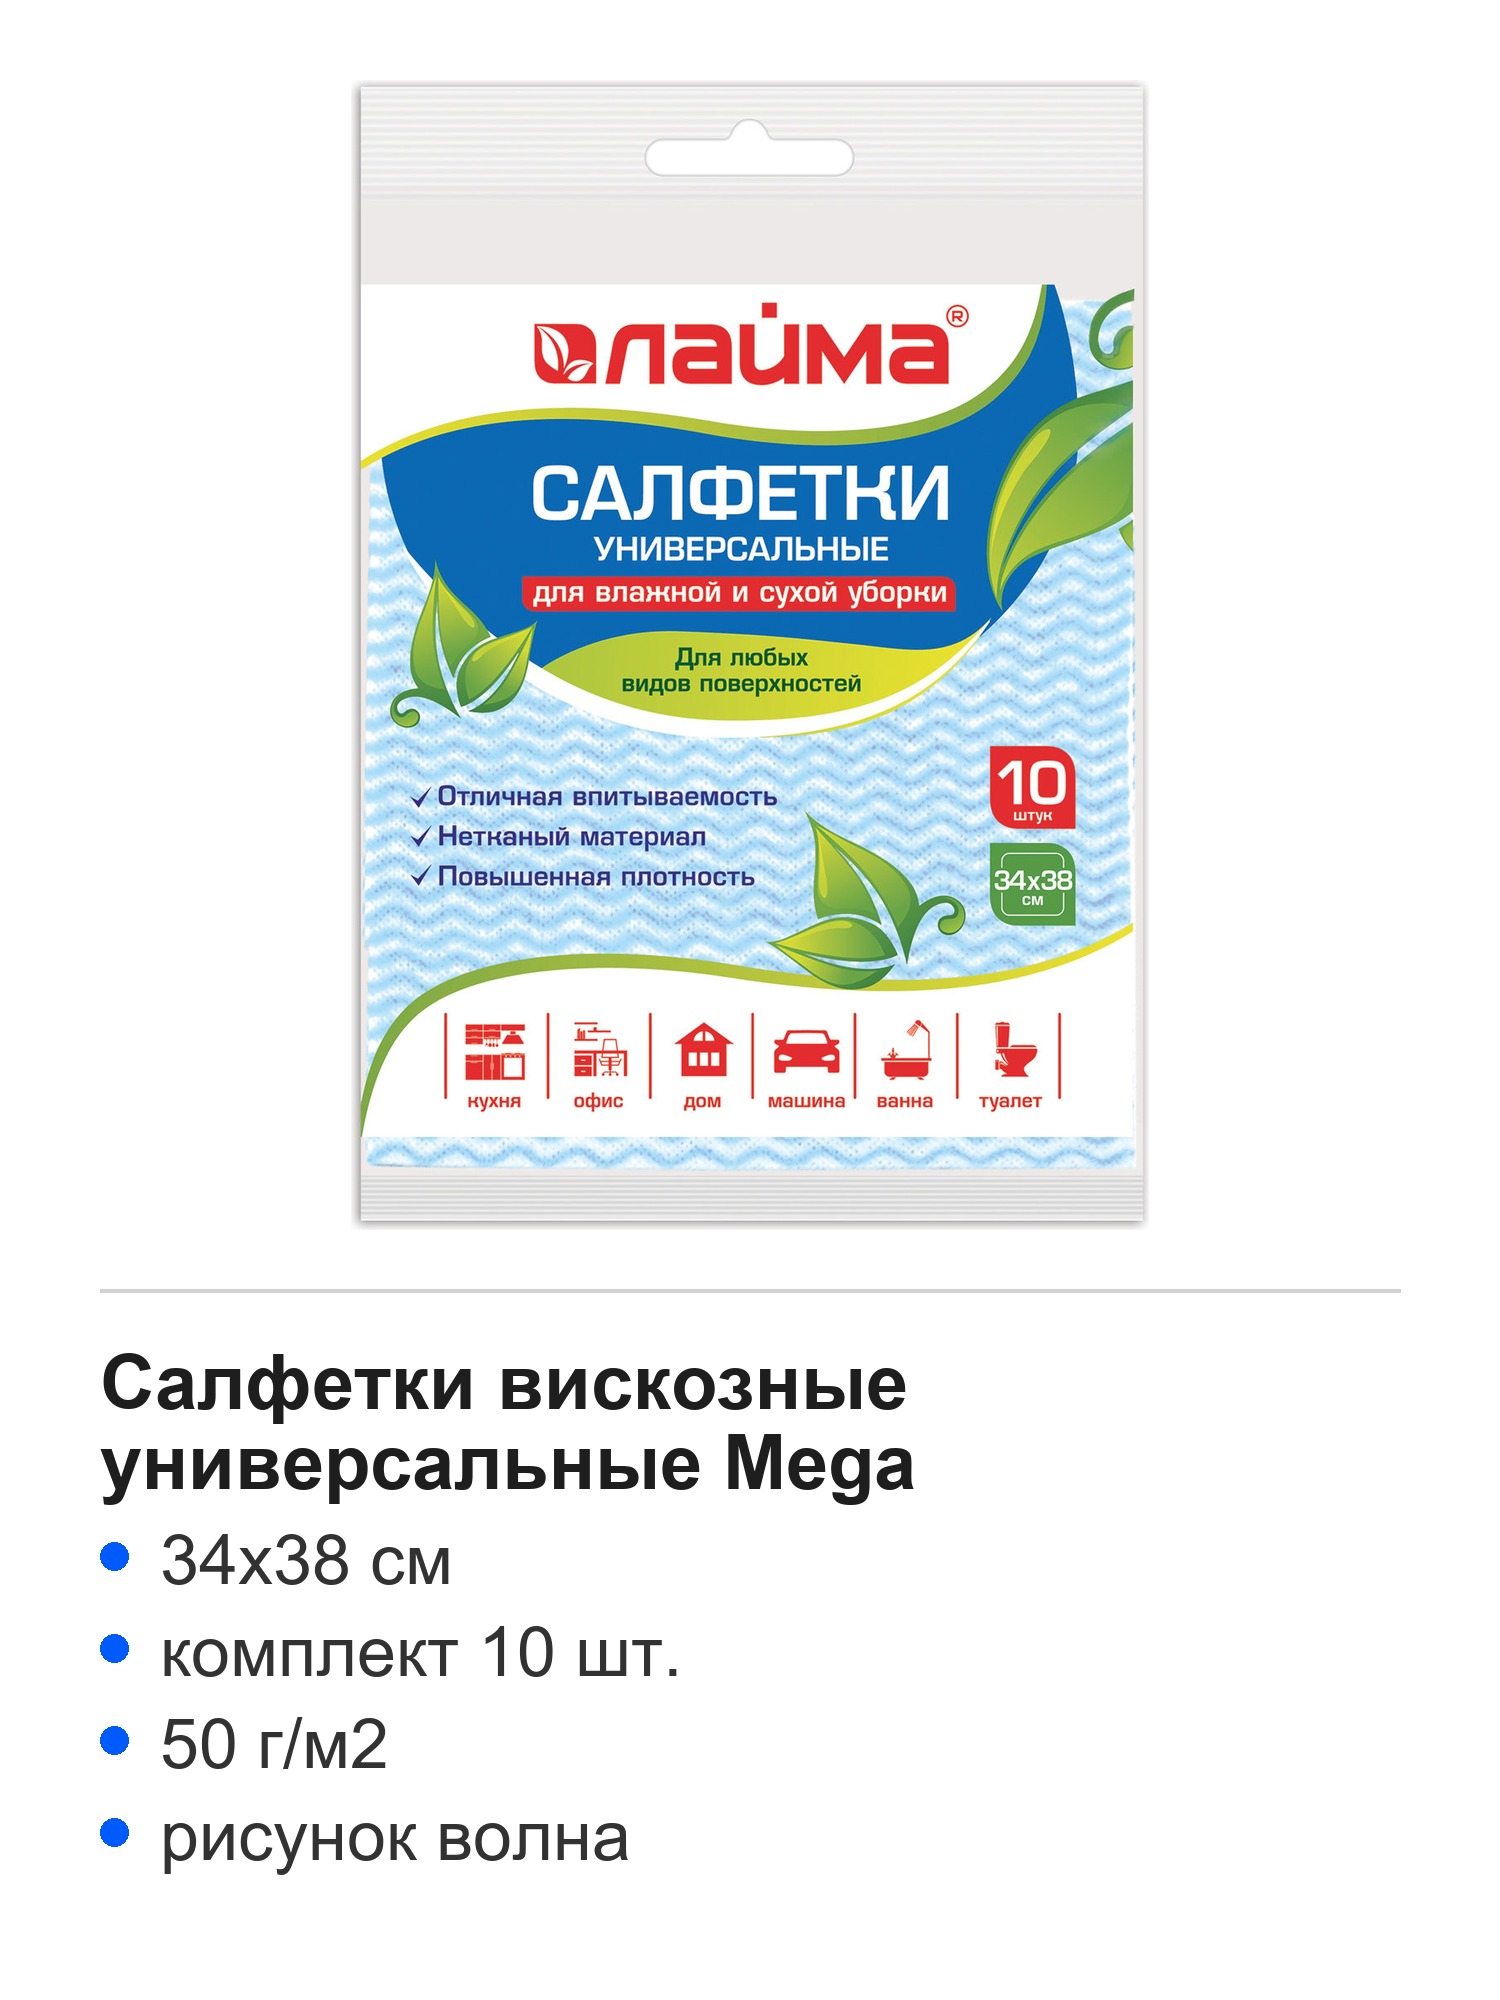 лайма®
САЛФЕТКИ
УНИВЕРСАЛЬНЫЕ
для влажной и сухой уборки
Для любых
видов поверхностей
Отличная впитываемость
Нетканый материал
Повышенная плотность
10
штук
34х38
см
кухня
офис
дом
машина
ванна
туалет
Салфетки вискозные
универсальные Mega
34х38 см
комплект 10 шт.
50 г/м2
рисунок волна